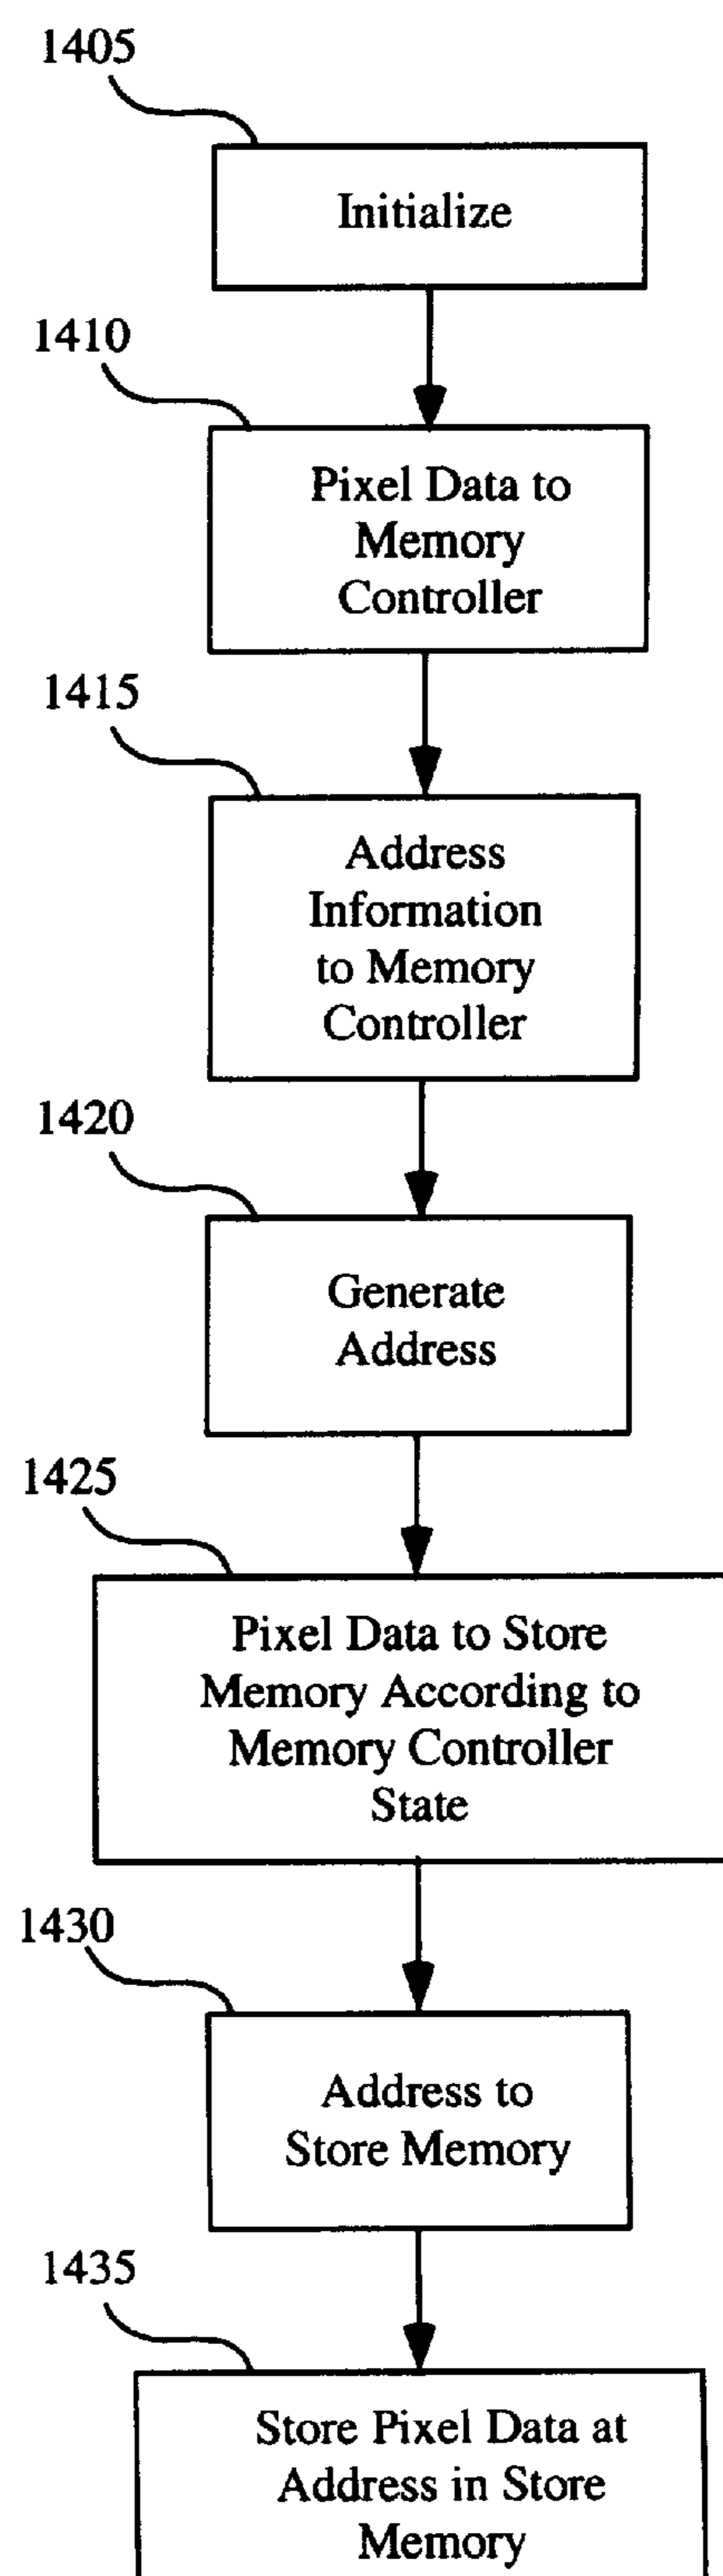 1405
Initialize
1410
Pixel Data to
Memory
Controller
1415
Address
Information
to Memory
Controller
1420
Generate
Address
1425
Pixel Data to Store
Memory According to
Memory Controller
State
1430
Address to
Store Memory
1435
Store Pixel Data at
Address in Store
Memory